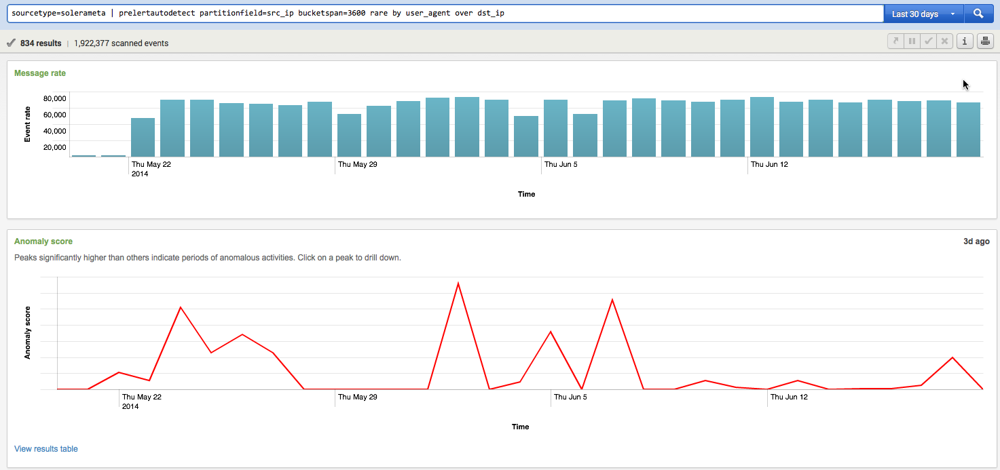 sourcetype=solerameta | prelertautodetect partitionfield=src_ip bucketspan=3600 rare by user_agent over dst_ip
Last 30 days
834 results | 1,922,377 scanned events
Message rate
Event rate
80,000
60,000
40,000
20,000
Thu May 22
2014
Thu May 29
Thu Jun 5
Thu Jun 12
Time
Anomaly score
3d ago
Peaks significantly higher than others indicate periods of anomalous activities. Click on a peak to drill down.
Anomaly score
Thu May 22
2014
Thu May 29
Thu Jun 5
Thu Jun 12
Time
View results table